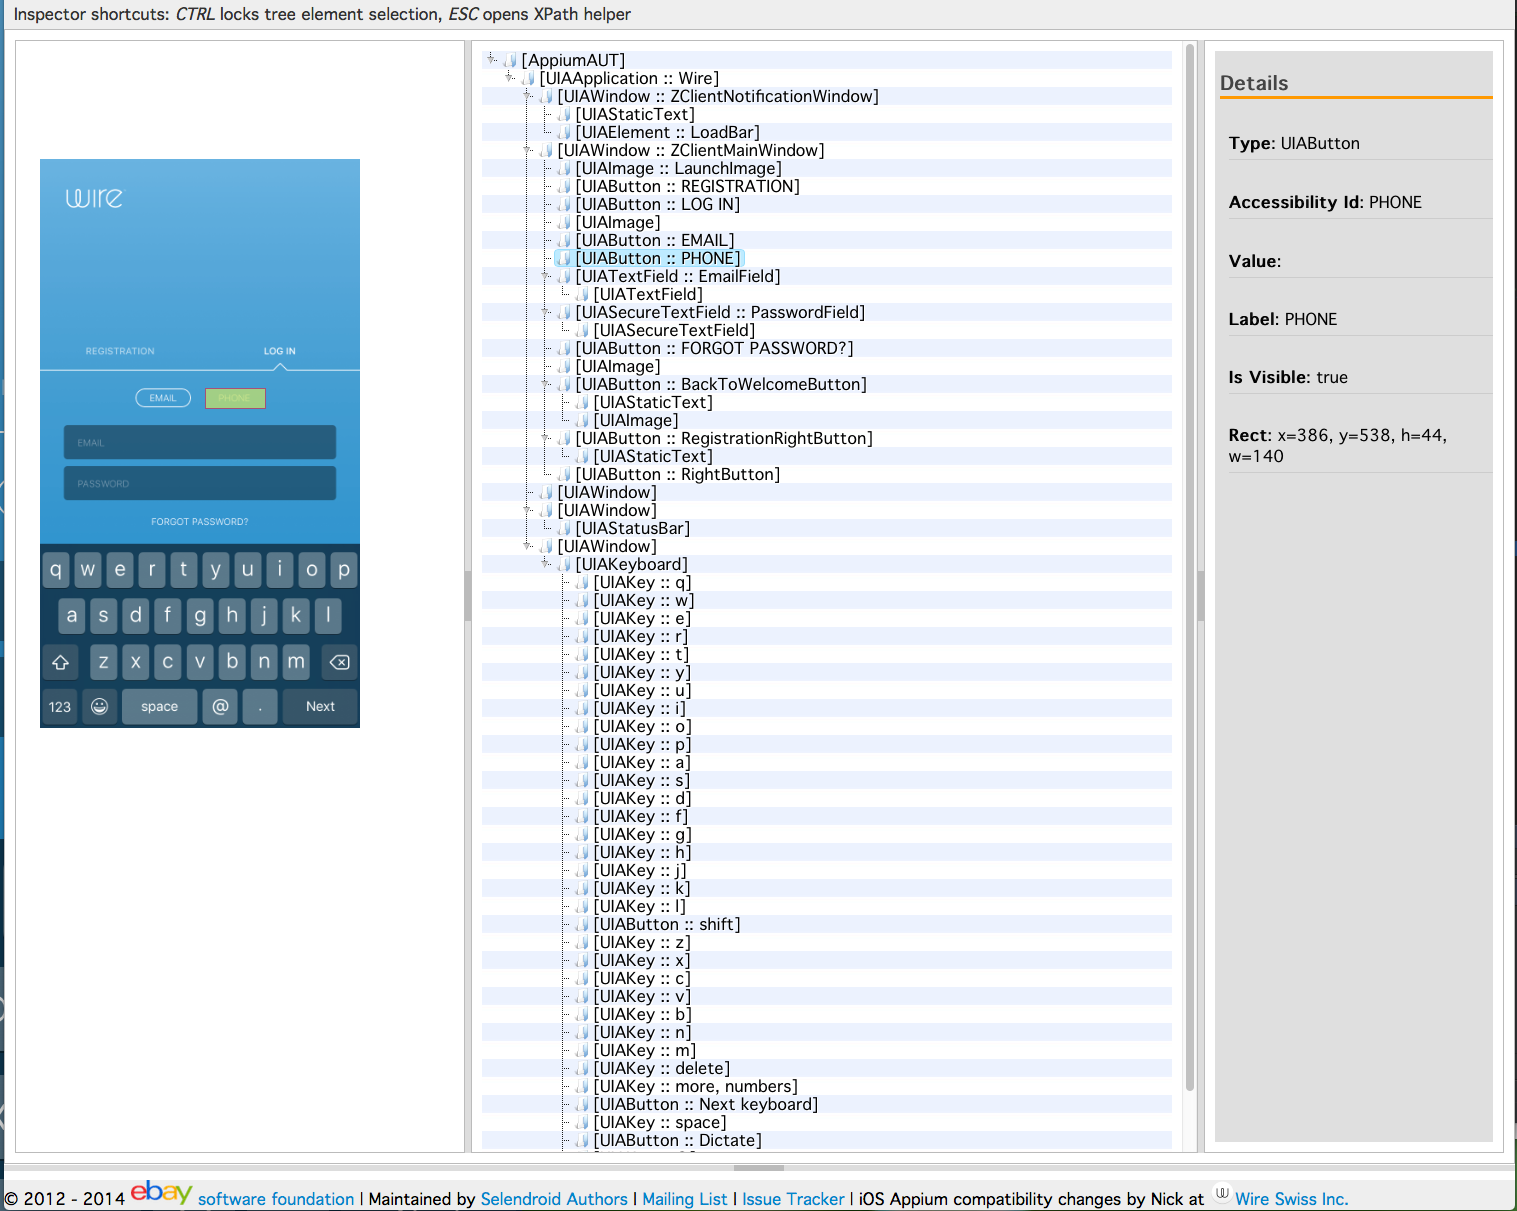 Inspector shortcuts: CTRL locks tree element selection, ESC opens XPath helper
wire
REGISTRATION LOG IN
EMAIL PHONE
EMAIL
PASSWORD
FORGOT PASSWORD?
q w e r t y u i o p
a s d f g h j k l
z x c v b n m
123 space @ . Next
[AppiumAUT]
[UIAApplication :: Wire]
[UIAWindow :: ZClientNotificationWindow]
[UIAStaticText]
[UIAElement :: LoadBar]
[UIAWindow :: ZClientMainWindow]
[UIAImage :: LaunchImage]
[UIAButton :: REGISTRATION]
[UIAButton :: LOG IN]
[UIAImage]
[UIAButton :: EMAIL]
[UIAButton :: PHONE]
[UIATextField :: EmailField]
[UIATextField]
[UIASecureTextField :: PasswordField]
[UIASecureTextField]
[UIAButton :: FORGOT PASSWORD?]
[UIAImage]
[UIAButton :: BackToWelcomeButton]
[UIAStaticText]
[UIAImage]
[UIAButton :: RegistrationRightButton]
[UIAStaticText]
[UIAButton :: RightButton]
[UIAWindow]
[UIAWindow]
[UIAStatusBar]
[UIAWindow]
[UIAKeyboard]
[UIAKey :: q]
[UIAKey :: w]
[UIAKey :: e]
[UIAKey :: r]
[UIAKey :: t]
[UIAKey :: y]
[UIAKey :: u]
[UIAKey :: i]
[UIAKey :: o]
[UIAKey :: p]
[UIAKey :: a]
[UIAKey :: s]
[UIAKey :: d]
[UIAKey :: f]
[UIAKey :: g]
[UIAKey :: h]
[UIAKey :: j]
[UIAKey :: k]
[UIAKey :: l]
[UIAButton :: shift]
[UIAKey :: z]
[UIAKey :: x]
[UIAKey :: c]
[UIAKey :: v]
[UIAKey :: b]
[UIAKey :: n]
[UIAKey :: m]
[UIAKey :: delete]
[UIAKey :: more, numbers]
[UIAButton :: Next keyboard]
[UIAKey :: space]
[UIAButton :: Dictate]
Details
Type: UIAButton
Accessibility Id: PHONE
Value:
Label: PHONE
Is Visible: true
Rect: x=386, y=538, h=44,
w=140
© 2012 - 2014 ebay software foundation | Maintained by Selendroid Authors | Mailing List | Issue Tracker | iOS Appium compatibility changes by Nick at Wire Swiss Inc.